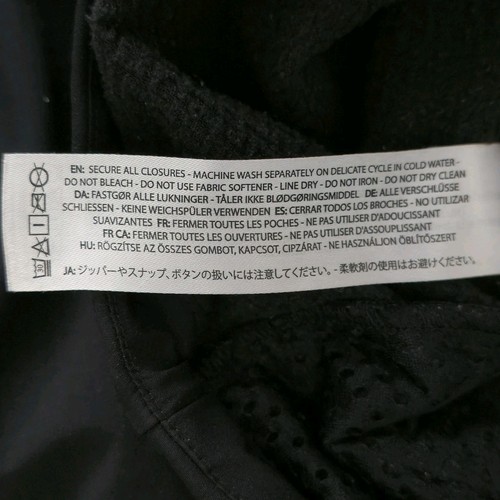 EN: SECURE ALL CLOSURES - MACHINE WASH SEPARATELY ON DELICATE CYCLE IN COLD WATER -
DO NOT BLEACH - DO NOT USE FABRIC SOFTENER - LINE DRY - DO NOT IRON - DO NOT DRY CLEAN
DA: FASTGØR ALLE LUKNINGER - TÅLER IKKE BLØDGØRINGSMIDDEL DE: ALLE VERSCHLÜSSE
SCHLIESSEN - KEINE WEICHSPÜLER VERWENDEN ES: CERRAR TODOS LOS BROCHES - NO UTILIZAR
SUAVIZANTES FR: FERMER TOUTES LES POCHES - NE PAS UTILISER D'ADOUCISSANT
FR CA: FERMER TOUTES LES OUVERTURES - NE PAS UTILISER D'ASSOUPLISSANT
HU: RÖGZÍTSE AZ ÖSSZES GOMBOT, KAPCSOT, CIPZÁRAT - NE HASZNÁLJON ÖBLÍTŐSZERT
JA: ジッパーやスナップ、ボタンの扱いには注意してください。- 柔軟剤の使用はお避けください。